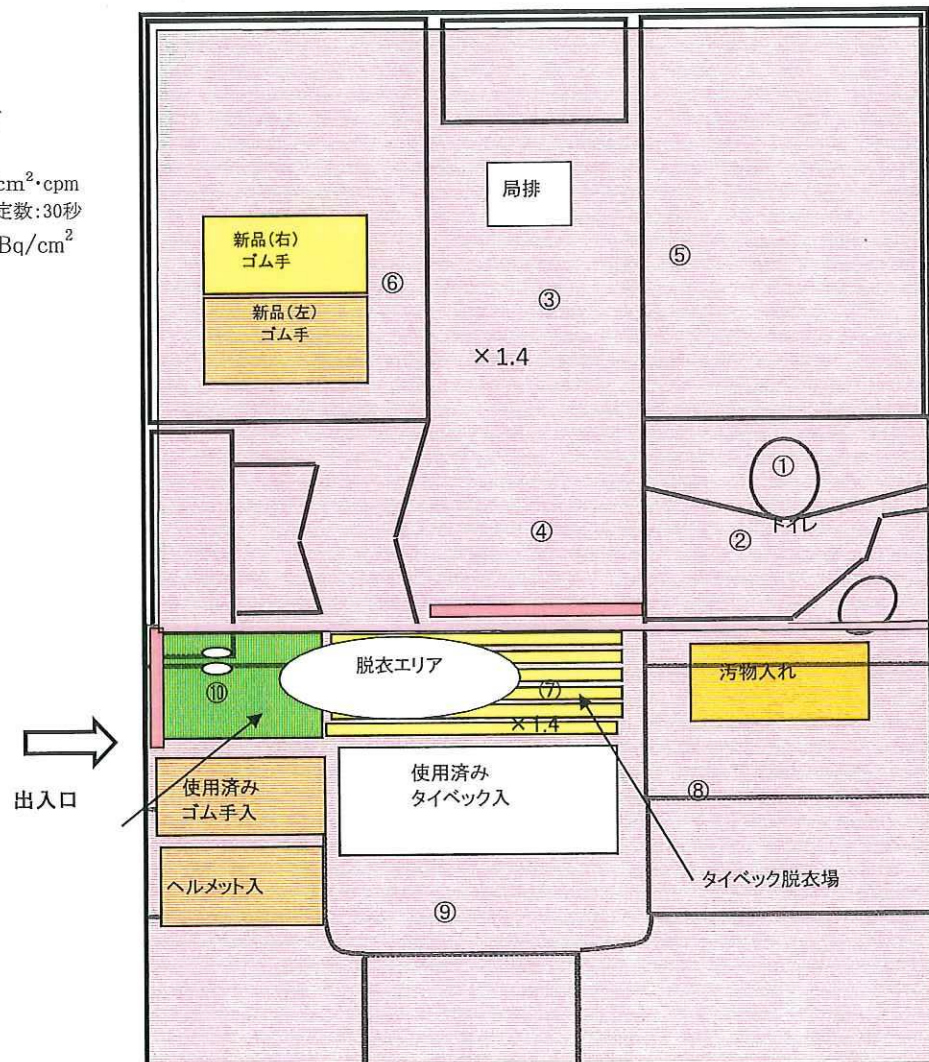 cm²・cpm
定数:30秒
Bq/cm²
局排
新品(右)
ゴム手
新品(左)
ゴム手
⑥
③
⑤
×1.4
①
トイレ
②
④
脱衣エリア
⑩
⑦
×1.4
汚物入れ
出入口
使用済み
ゴム手入
使用済み
タイベック入
⑧
ヘルメット入
タイベック脱衣場
⑨